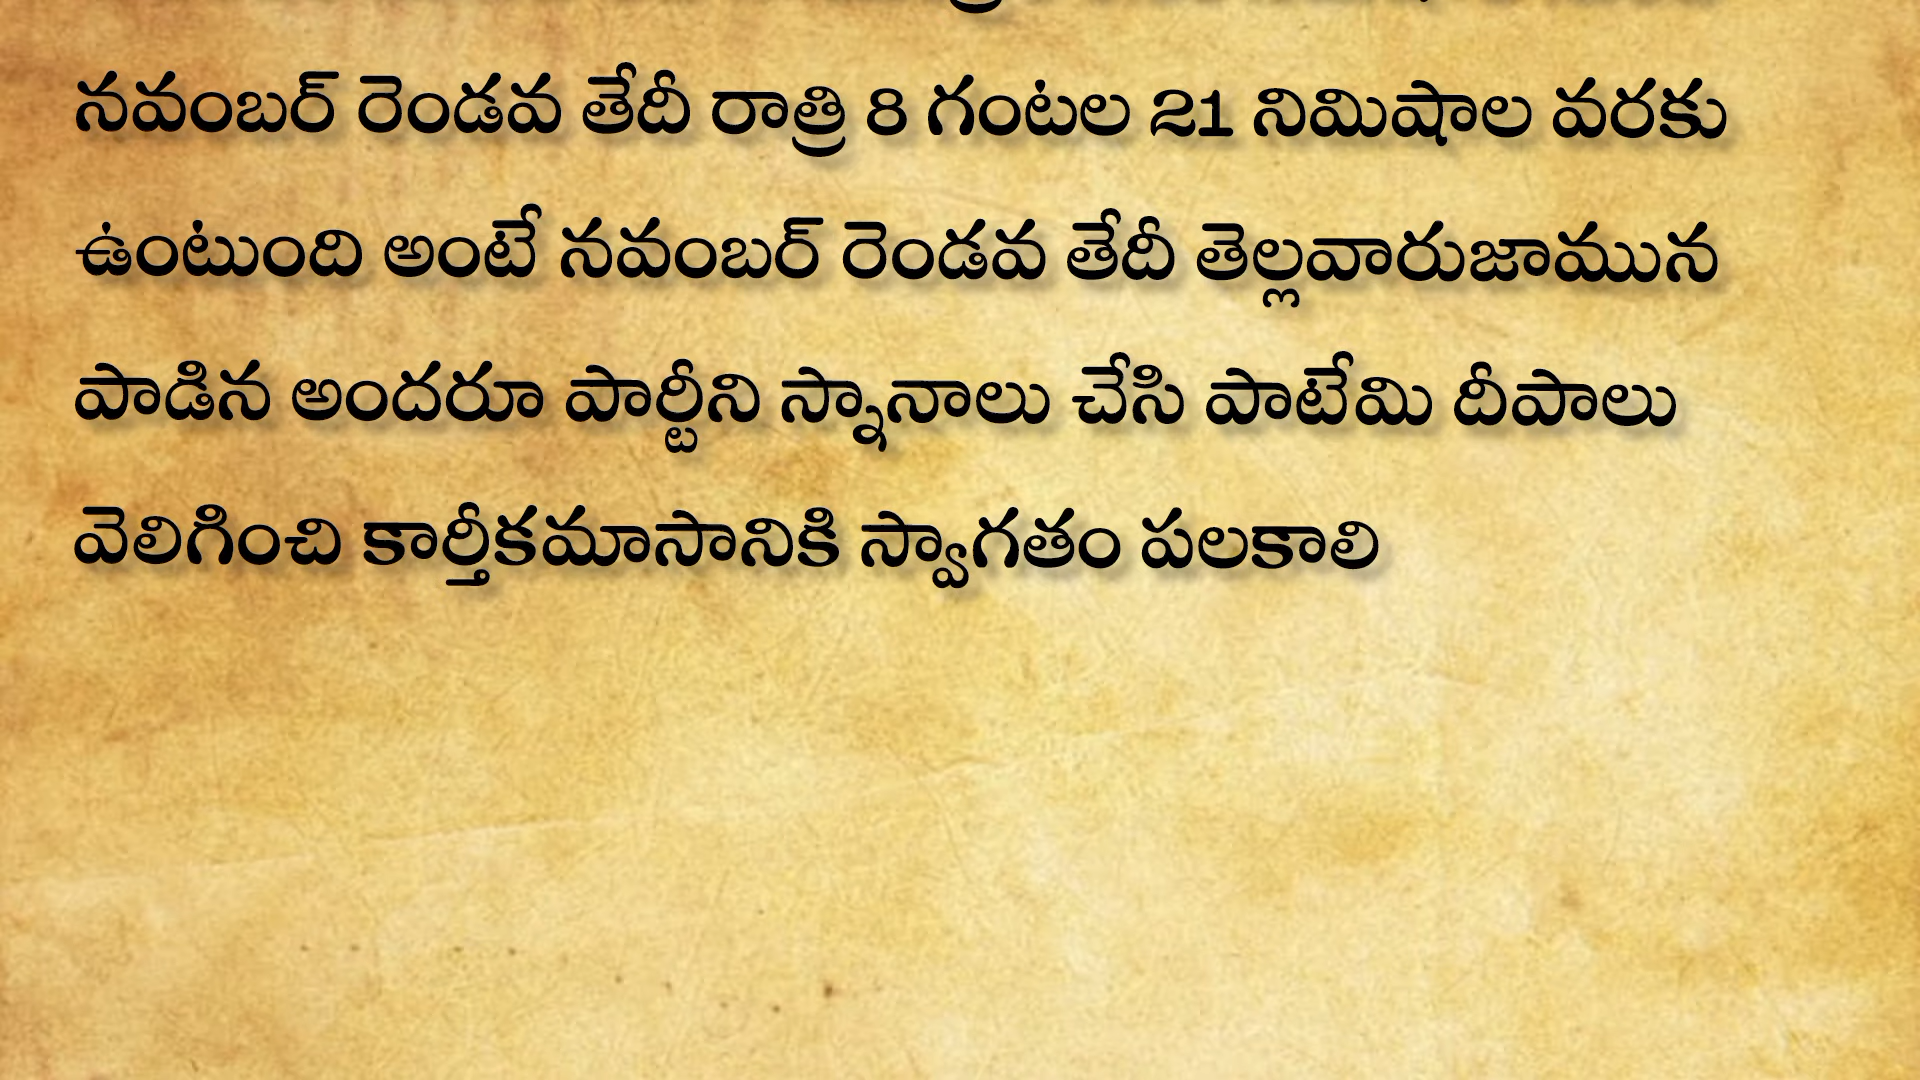 నవంబర్ రెండవ తేదీ రాత్రి 8 గంటల 21 నిమిషాల వరకు
ఉంటుంది అంటే నవంబర్ రెండవ తేదీ తెల్లవారుజామున
పాడిన అందరూ పార్టీని స్నానాలు చేసి పాటేమి దీపాలు
వెలిగించి కార్తీకమాసానికి స్వాగతం పలకాలి